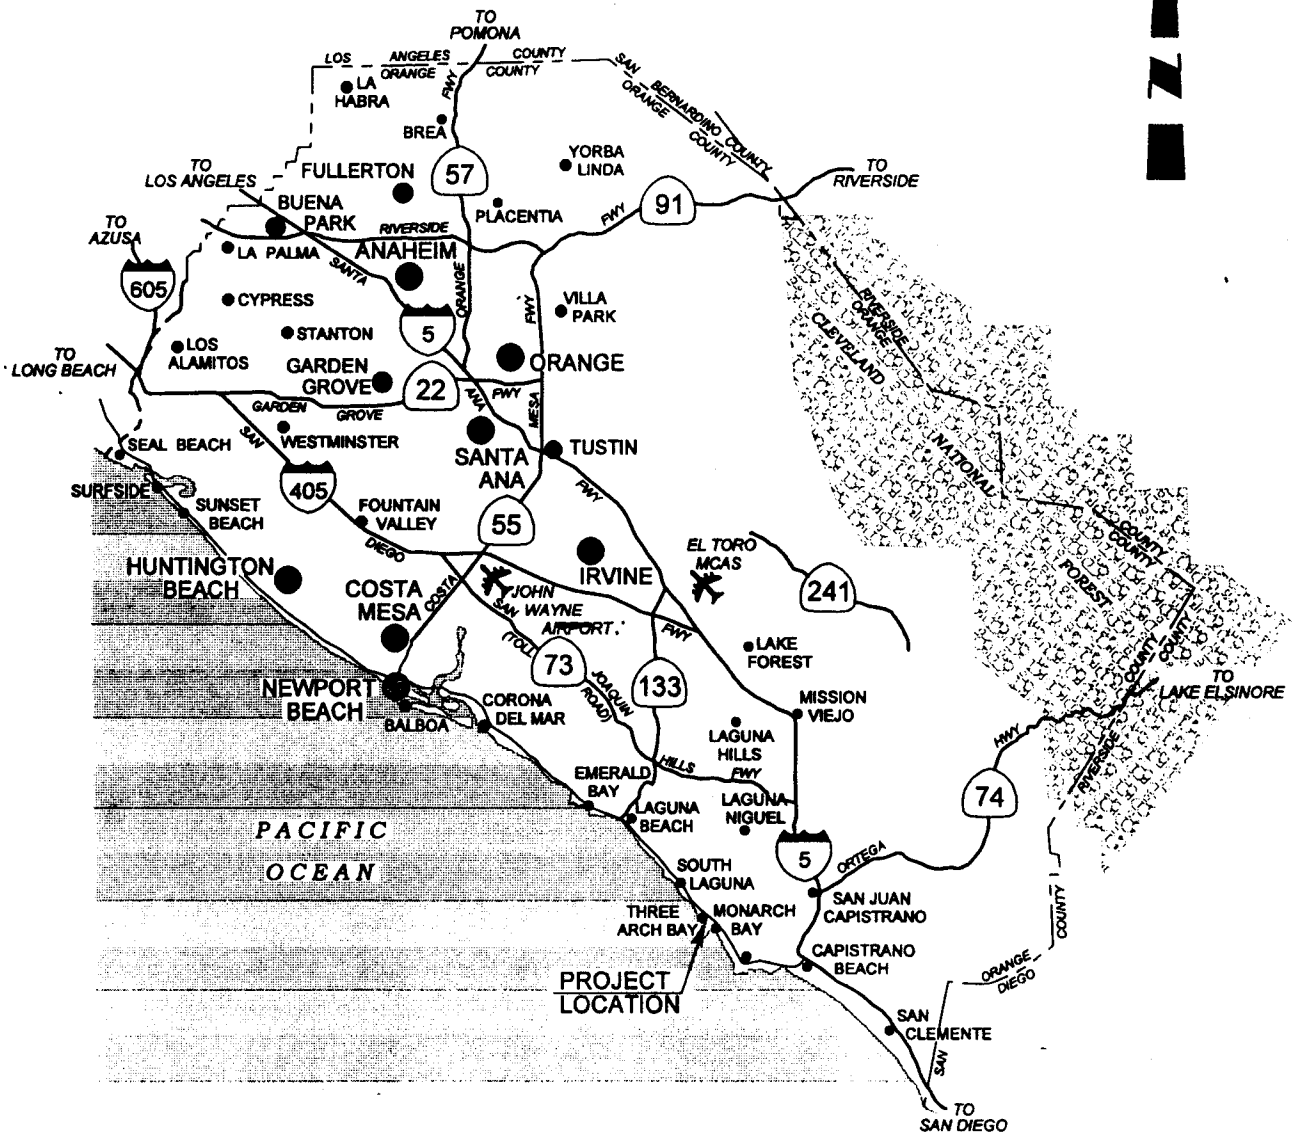 TO
POMONA
LOS ANGELES COUNTY
ORANGE COUNTY
SAN BERNARDINO COUNTY
ORANGE COUNTY
N
LA
HABRA
FWY
BREA
57
YORBA
LINDA
TO
RIVERSIDE
TO
LOS ANGELES
FULLERTON
BUENA
PARK
PLACENTIA
FWY
91
TO
AZUSA
LA PALMA
RIVERSIDE
ANAHEIM
SANTA
ORANGE
605
CYPRESS
5
FWY
VILLA
PARK
RIVERSIDE
ORANGE
CLEVELAND
STANTON
LOS
ALAMITOS
TO
LONG BEACH
GARDEN
GROVE
22
ORANGE
FWY
ANA
MESA
GARDEN GROVE
SAN
WESTMINSTER
SEAL BEACH
SANTA
ANA
TUSTIN
NATIONAL
SURFSIDE
405
FWY
SUNSET
BEACH
FOUNTAIN
VALLEY
55
DIEGO
COUNTY
COUNTY
HUNTINGTON
BEACH
COSTA
MESA
COSTA
IRVINE
EL TORO
MCAS
241
FOREST
JOHN
WAYNE
AIRPORT
SAN
(TOLL
FWY
73
133
LAKE
FOREST
COUNTY
COUNTY
TO
LAKE ELSINORE
NEWPORT
BEACH
BALBOA
CORONA
DEL MAR
JOAQUIN
ROAD)
MISSION
VIEJO
LAGUNA
HILLS
HWY
RIVERSIDE
HILLS
FWY
EMERALD
BAY
LAGUNA
BEACH
LAGUNA
NIGUEL
74
PACIFIC
OCEAN
5
ORTEGA
SOUTH
LAGUNA
SAN JUAN
CAPISTRANO
THREE
ARCH BAY
MONARCH
BAY
COUNTY
CAPISTRANO
BEACH
PROJECT
LOCATION
ORANGE
DIEGO
SAN
CLEMENTE
SAN
TO
SAN DIEGO